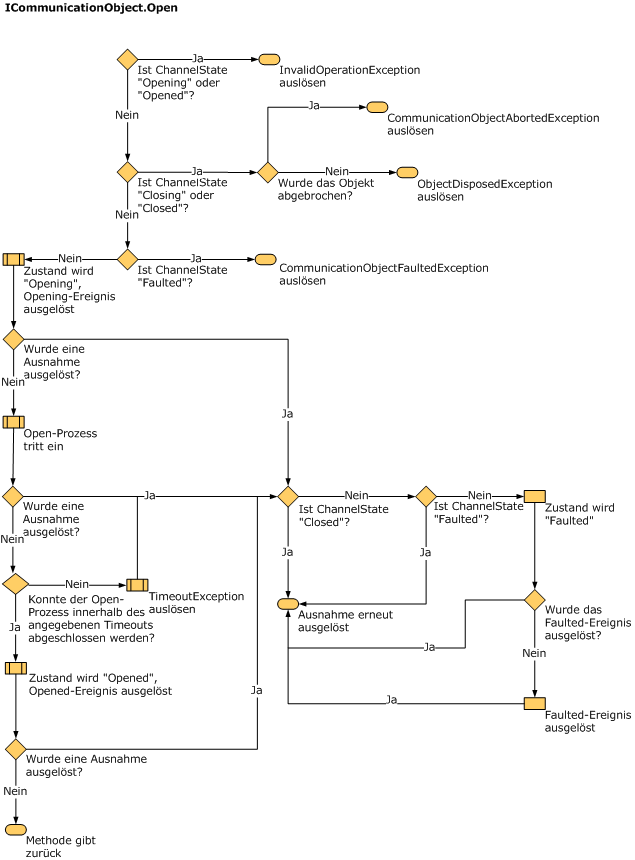 ICommunicationObject.Open
Ja
Ist ChannelState
"Opening" oder
"Opened"?
InvalidOperationException
auslösen
Nein
Ja
CommunicationObjectAbortedException
auslösen
Ja
Ist ChannelState
"Closing" oder
"Closed"?
Nein
Wurde das Objekt
abgebrochen?
ObjectDisposedException
auslösen
Nein
Nein
Ja
Ist ChannelState
"Faulted"?
CommunicationObjectFaultedException
auslösen
Zustand wird
"Opening",
Opening-Ereignis
ausgelöst
Wurde eine
Ausnahme
ausgelöst?
Nein
Ja
Open-Prozess
tritt ein
Ja
Wurde eine
Ausnahme
ausgelöst?
Nein
Nein
Ist ChannelState
"Closed"?
Nein
Ist ChannelState
"Faulted"?
Zustand wird
"Faulted"
Ja
Ja
Nein
Konnte der Open-
Prozess innerhalb des
angegebenen Timeouts
abgeschlossen werden?
TimeoutException
auslösen
Ausnahme erneut
ausgelöst
Wurde das
Faulted-Ereignis
ausgelöst?
Ja
Ja
Nein
Zustand wird "Opened",
Opened-Ereignis ausgelöst
Ja
Ja
Faulted-Ereignis
ausgelöst
Wurde eine Ausnahme
ausgelöst?
Nein
Methode gibt
zurück